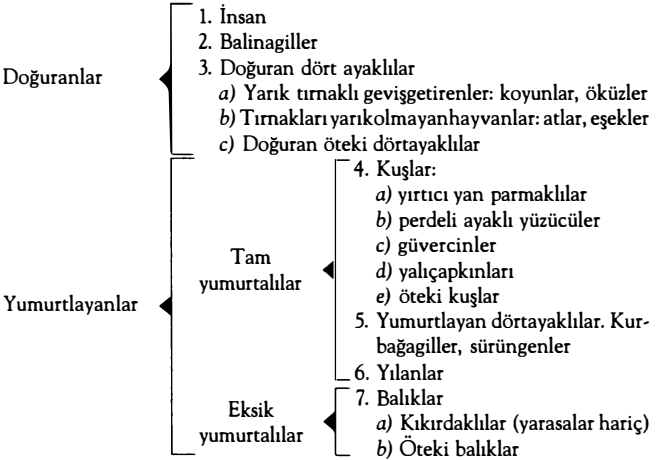 Doğuranlar
1. İnsan
2. Balinagiller
3. Doğuran dört ayaklılar
a) Yarık tırnaklı gevişgetirenler: koyunlar, öküzler
b) Tırnakları yarıkolmayanhayvanlar: atlar, eşekler
c) Doğuran öteki dörtayaklılar
Yumurtlayanlar
Tam
yumurtalılar
4. Kuşlar:
a) yırtıcı yan parmaklılar
b) perdeli ayaklı yüzücüler
c) güvercinler
d) yalıçapkınları
e) öteki kuşlar
5. Yumurtlayan dörtayaklılar. Kur-
bağagiller, sürüngenler
6. Yılanlar
Eksik
yumurtalılar
7. Balıklar
a) Kıkırdaklılar (yarasalar hariç)
b) Öteki balıklar